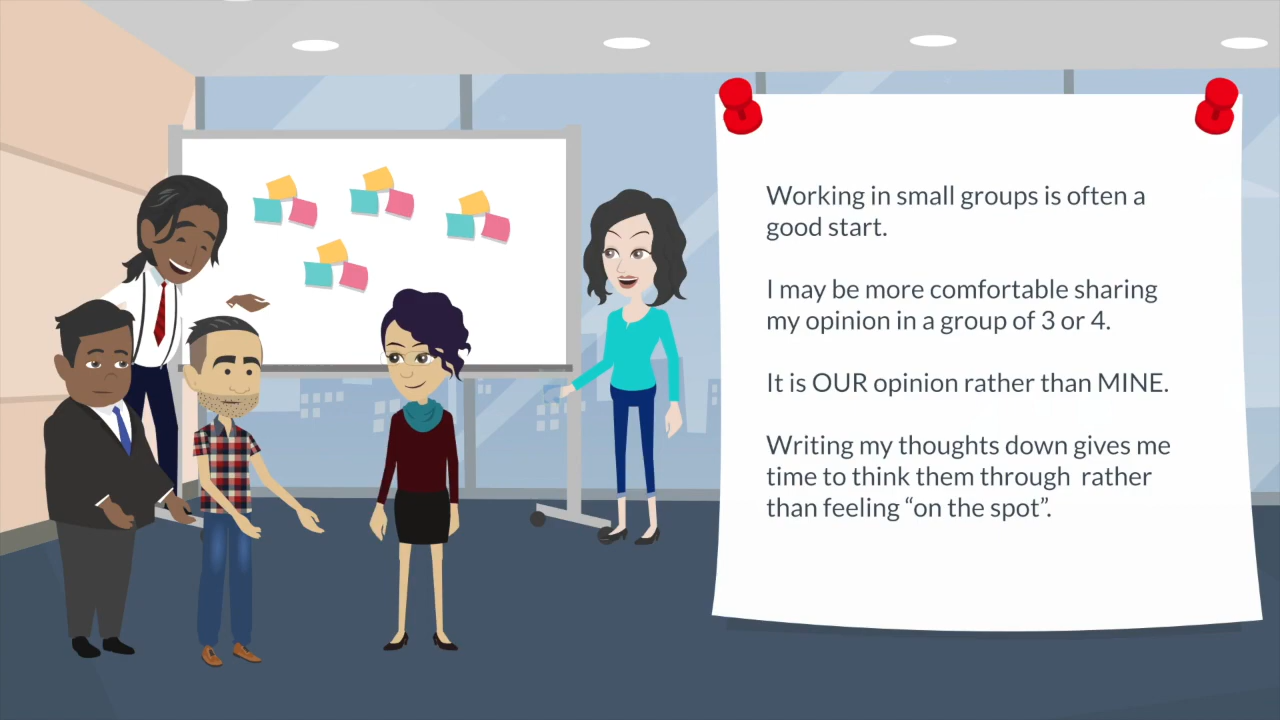 Working in small groups is often a
good start.
I may be more comfortable sharing
my opinion in a group of 3 or 4.
It is OUR opinion rather than MINE.
Writing my thoughts down gives me
time to think them through  rather
than feeling “on the spot”.